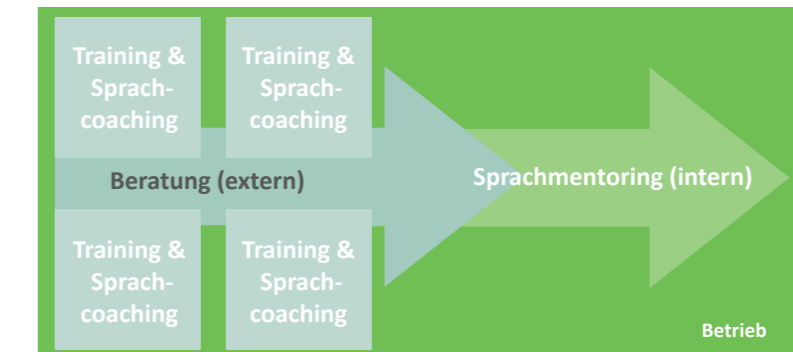 Training &
Sprach-
coaching
Training &
Sprach-
coaching
Beratung (extern)
Sprachmentoring (intern)
Training &
Sprach-
coaching
Training &
Sprach-
coaching
Betrieb